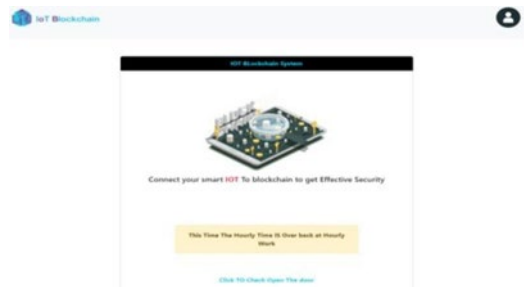 IoT Blockchain
IOT BLockchain System
Connect your smart IOT To blockchain to get Effective Security
This Time The Hourly Time IS Over back at Hourly
Work
Click TO Check Open The door